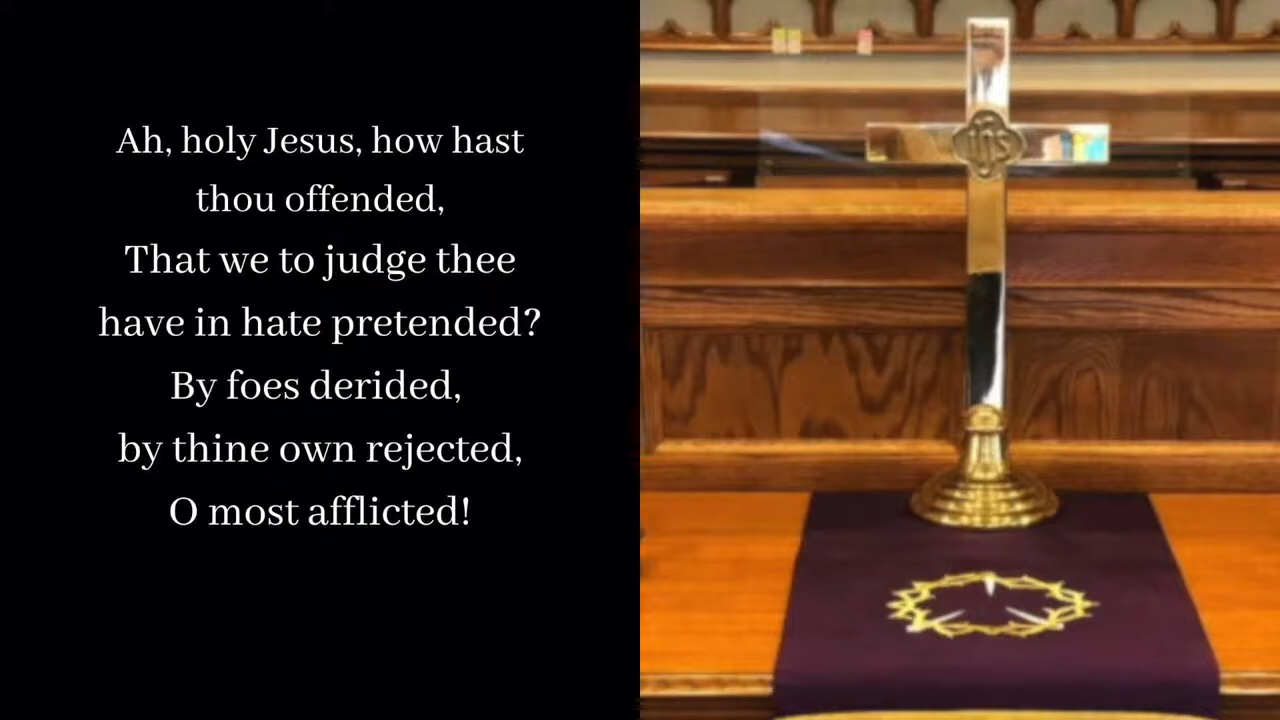 Ah, holy Jesus, how hast
thou offended,
That we to judge thee
have in hate pretended?
By foes derided,
by thine own rejected,
O most afflicted!
ihs